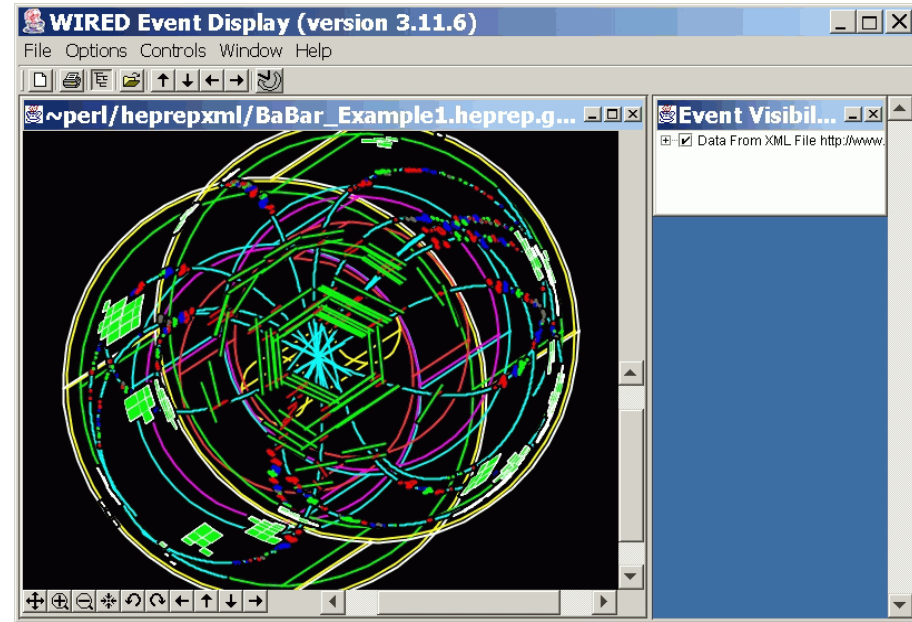 WIRED Event Display (version 3.11.6)
File Options Controls Window Help
~perl/heprepxml/BaBar_Example1.heprep.g...
Event Visibil...
Data From XML File http://www.